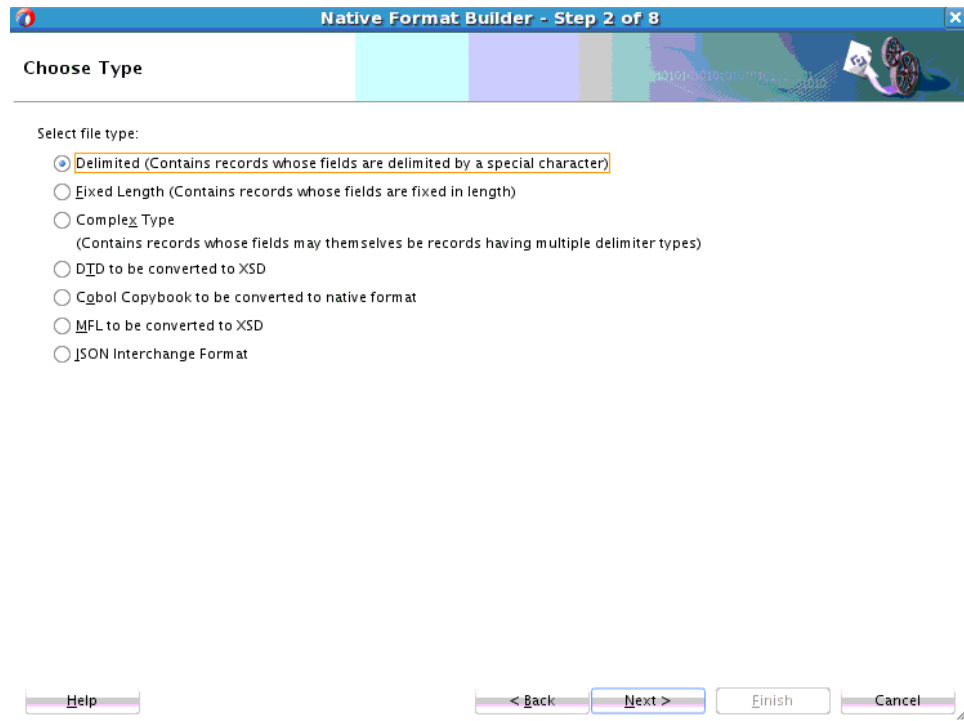 Native Format Builder - Step 2 of 8
Choose Type
Select file type:
Delimited (Contains records whose fields are delimited by a special character)
Fixed Length (Contains records whose fields are fixed in length)
Complex Type
(Contains records whose fields may themselves be records having multiple delimiter types)
DTD to be converted to XSD
Cobol Copybook to be converted to native format
MFL to be converted to XSD
JSON Interchange Format
Help < Back Next > Finish Cancel